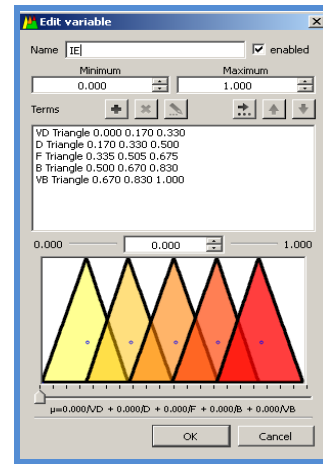 Edit variable
Name IE enabled
Minimum Maximum
0.000 1.000
Terms
VD Triangle 0.000 0.170 0.330
D Triangle 0.170 0.330 0.500
F Triangle 0.335 0.505 0.675
B Triangle 0.500 0.670 0.830
VB Triangle 0.670 0.830 1.000
0.000 0.000 1.000
μ=0.000/VD + 0.000/D + 0.000/F + 0.000/B + 0.000/VB
OK Cancel